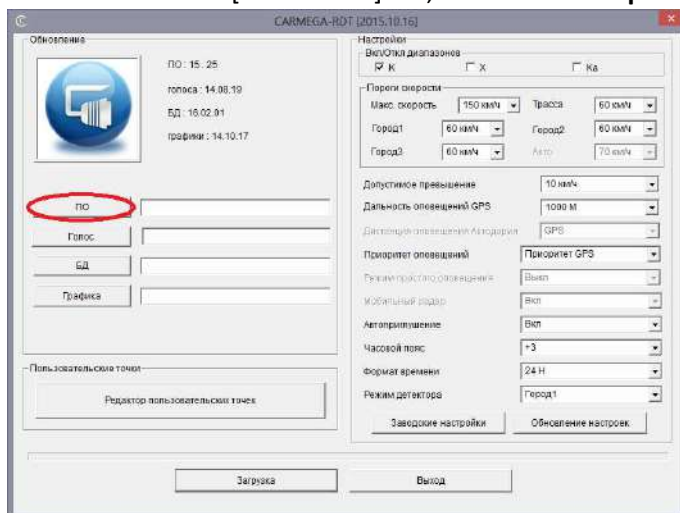 CARMEGA-RDT [2015.10.16]
Обновление
ПО : 15. 25
голоса : 14.08.19
БД : 16.02.01
графики : 14.10.17
ПО
Голос
БД
Графика
Пользовательские точки
Редактор пользовательских точек
Настройки
Вкл/Откл диапазонов
K X Ka
Пороги скорости
Макс. скорость 150 км/ч Трасса 60 км/ч
Город1 60 км/ч Город2 60 км/ч
Город3 60 км/ч Авто 70 км/ч
Допустимое превышение 10 км/ч
Дальность оповещений GPS 1000 М
Дистанция оповещения Автодория GPS
Приоритет оповещений Приоритет GPS
Режим простого оповещения Выкл
Мобильный радар Вкл
Автоприглушение Вкл
Часовой пояс +3
Формат времени 24 H
Режим детектора Город1
Заводские настройки Обновление настроек
Загрузка Выход